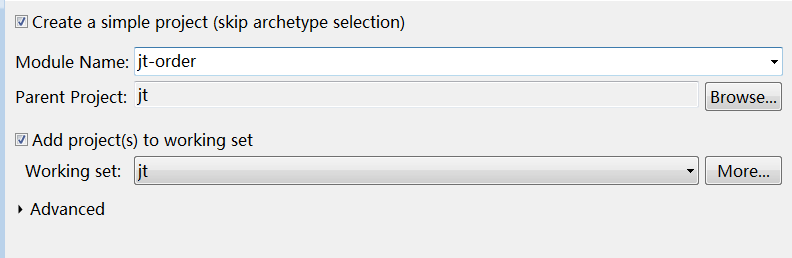 Create a simple project (skip archetype selection)
Module Name: jt-order
Parent Project: jt Browse...
Add project(s) to working set
Working set: jt More...
Advanced